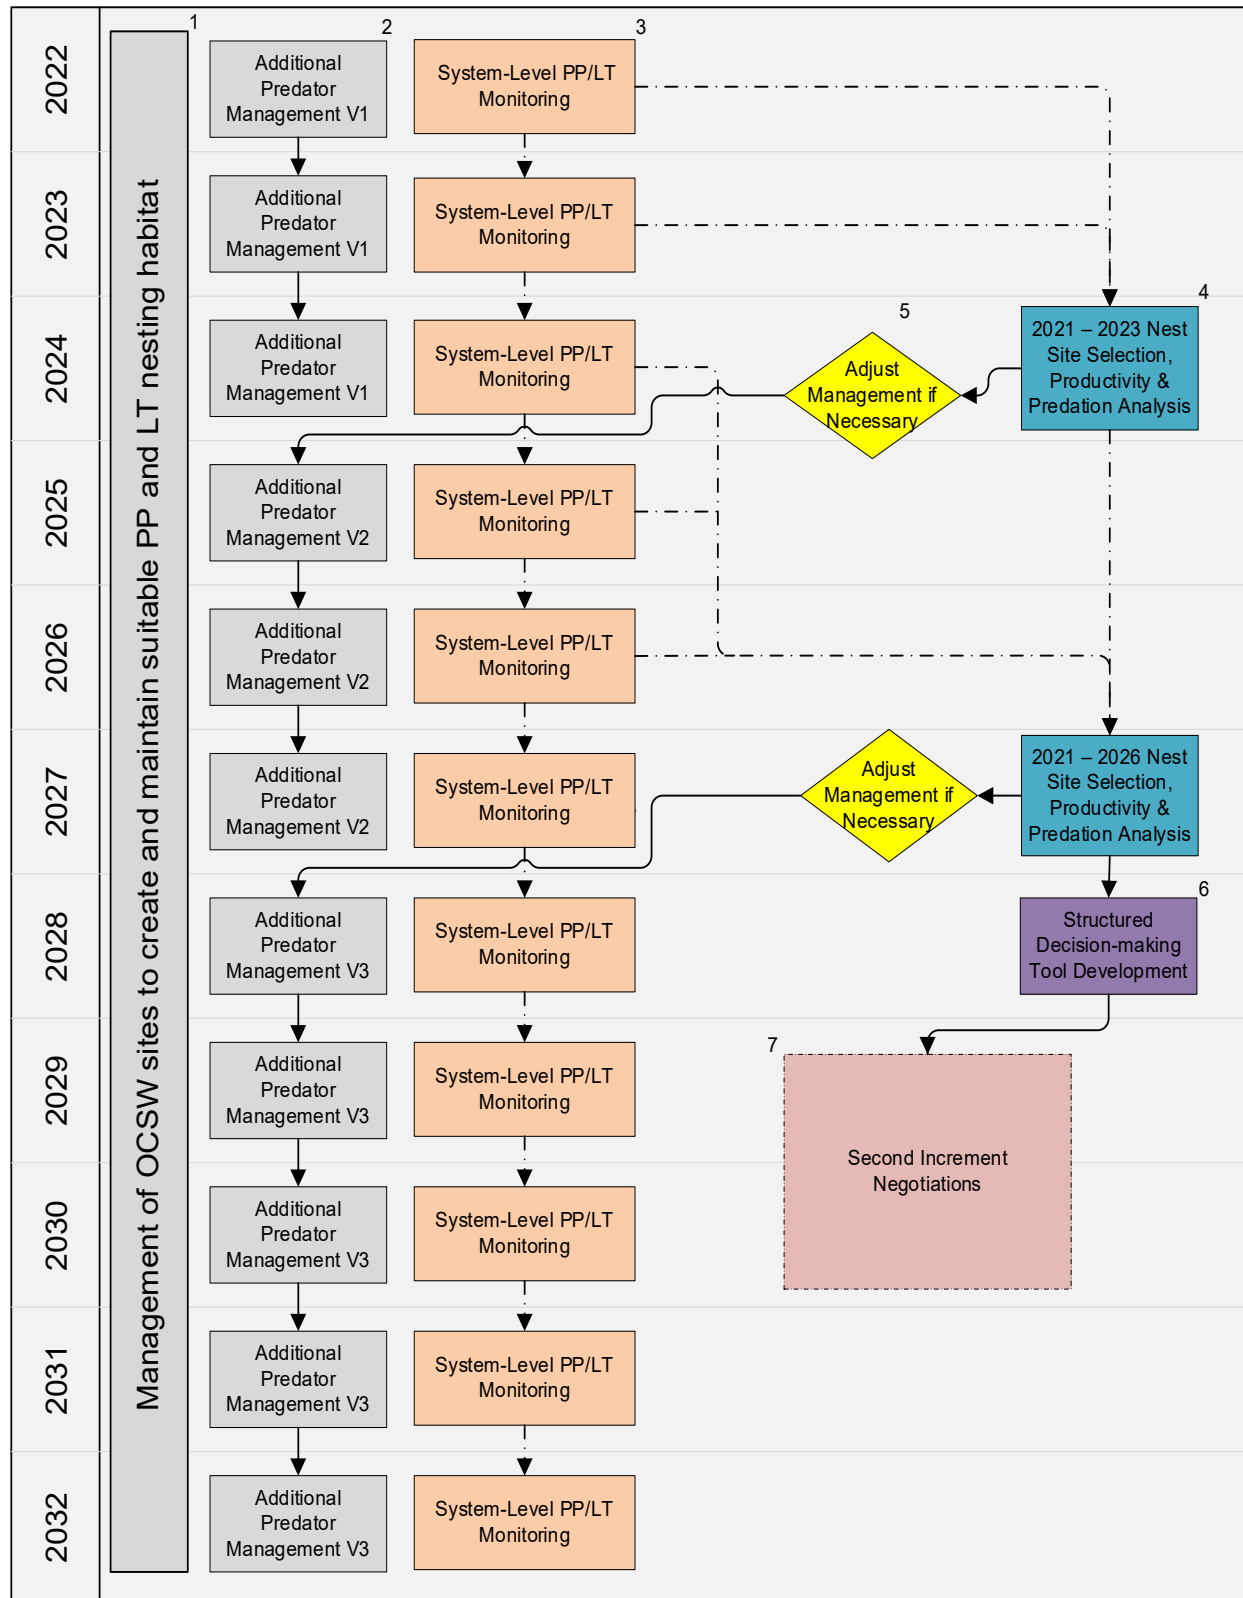 1
2
3
2022
Additional
Predator
Management V1
System-Level PP/LT
Monitoring
Management of OCSW sites to create and maintain suitable PP and LT nesting habitat
2023
Additional
Predator
Management V1
System-Level PP/LT
Monitoring
2024
Additional
Predator
Management V1
System-Level PP/LT
Monitoring
5
Adjust
Management if
Necessary
4
2021 – 2023 Nest
Site Selection,
Productivity &
Predation Analysis
2025
Additional
Predator
Management V2
System-Level PP/LT
Monitoring
2026
Additional
Predator
Management V2
System-Level PP/LT
Monitoring
2027
Additional
Predator
Management V2
System-Level PP/LT
Monitoring
Adjust
Management if
Necessary
2021 – 2026 Nest
Site Selection,
Productivity &
Predation Analysis
2028
Additional
Predator
Management V3
System-Level PP/LT
Monitoring
6
Structured
Decision-making
Tool Development
2029
Additional
Predator
Management V3
System-Level PP/LT
Monitoring
7
Second Increment
Negotiations
2030
Additional
Predator
Management V3
System-Level PP/LT
Monitoring
2031
Additional
Predator
Management V3
System-Level PP/LT
Monitoring
2032
Additional
Predator
Management V3
System-Level PP/LT
Monitoring